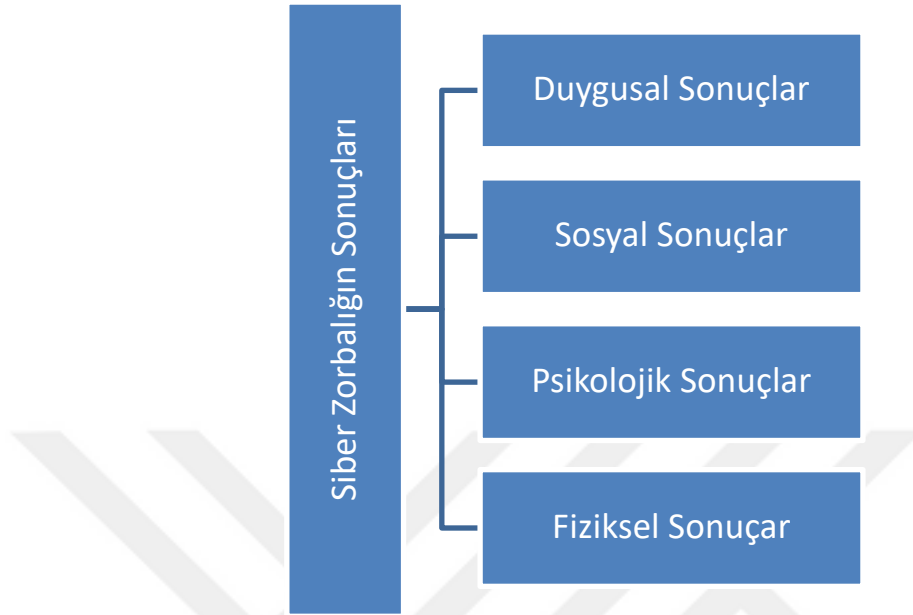 Siber Zorbalığın Sonuçları
Duygusal Sonuçlar
Sosyal Sonuçlar
Psikolojik Sonuçlar
Fiziksel Sonuçar